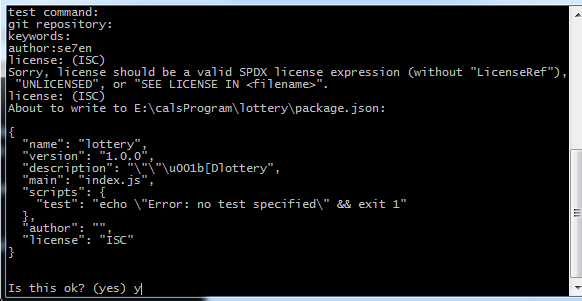 test command:
git repository:
keywords:
author:se7en
license: (ISC)
Sorry, license should be a valid SPDX license expression (without "LicenseRef"),
 "UNLICENSED", or "SEE LICENSE IN <filename>".
license: (ISC)
About to write to E:\calsProgram\lottery\package.json:

{
  "name": "lottery",
  "version": "1.0.0",
  "description": "\"\"\u001b[Dlottery",
  "main": "index.js",
  "scripts": {
    "test": "echo \"Error: no test specified\" && exit 1"
  },
  "author": "",
  "license": "ISC"
}

Is this ok? (yes) y